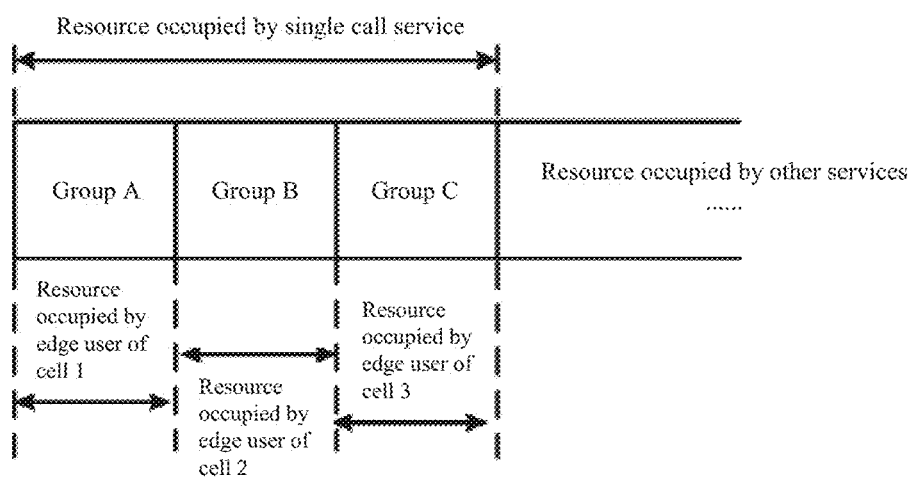 Resource occupied by single call service
Group A
Group B
Group C
Resource occupied by other services
......
Resource
occupied by
edge user of
cell 1
Resource
occupied by
edge user of
cell 2
Resource
occupied by
edge user of
cell 3